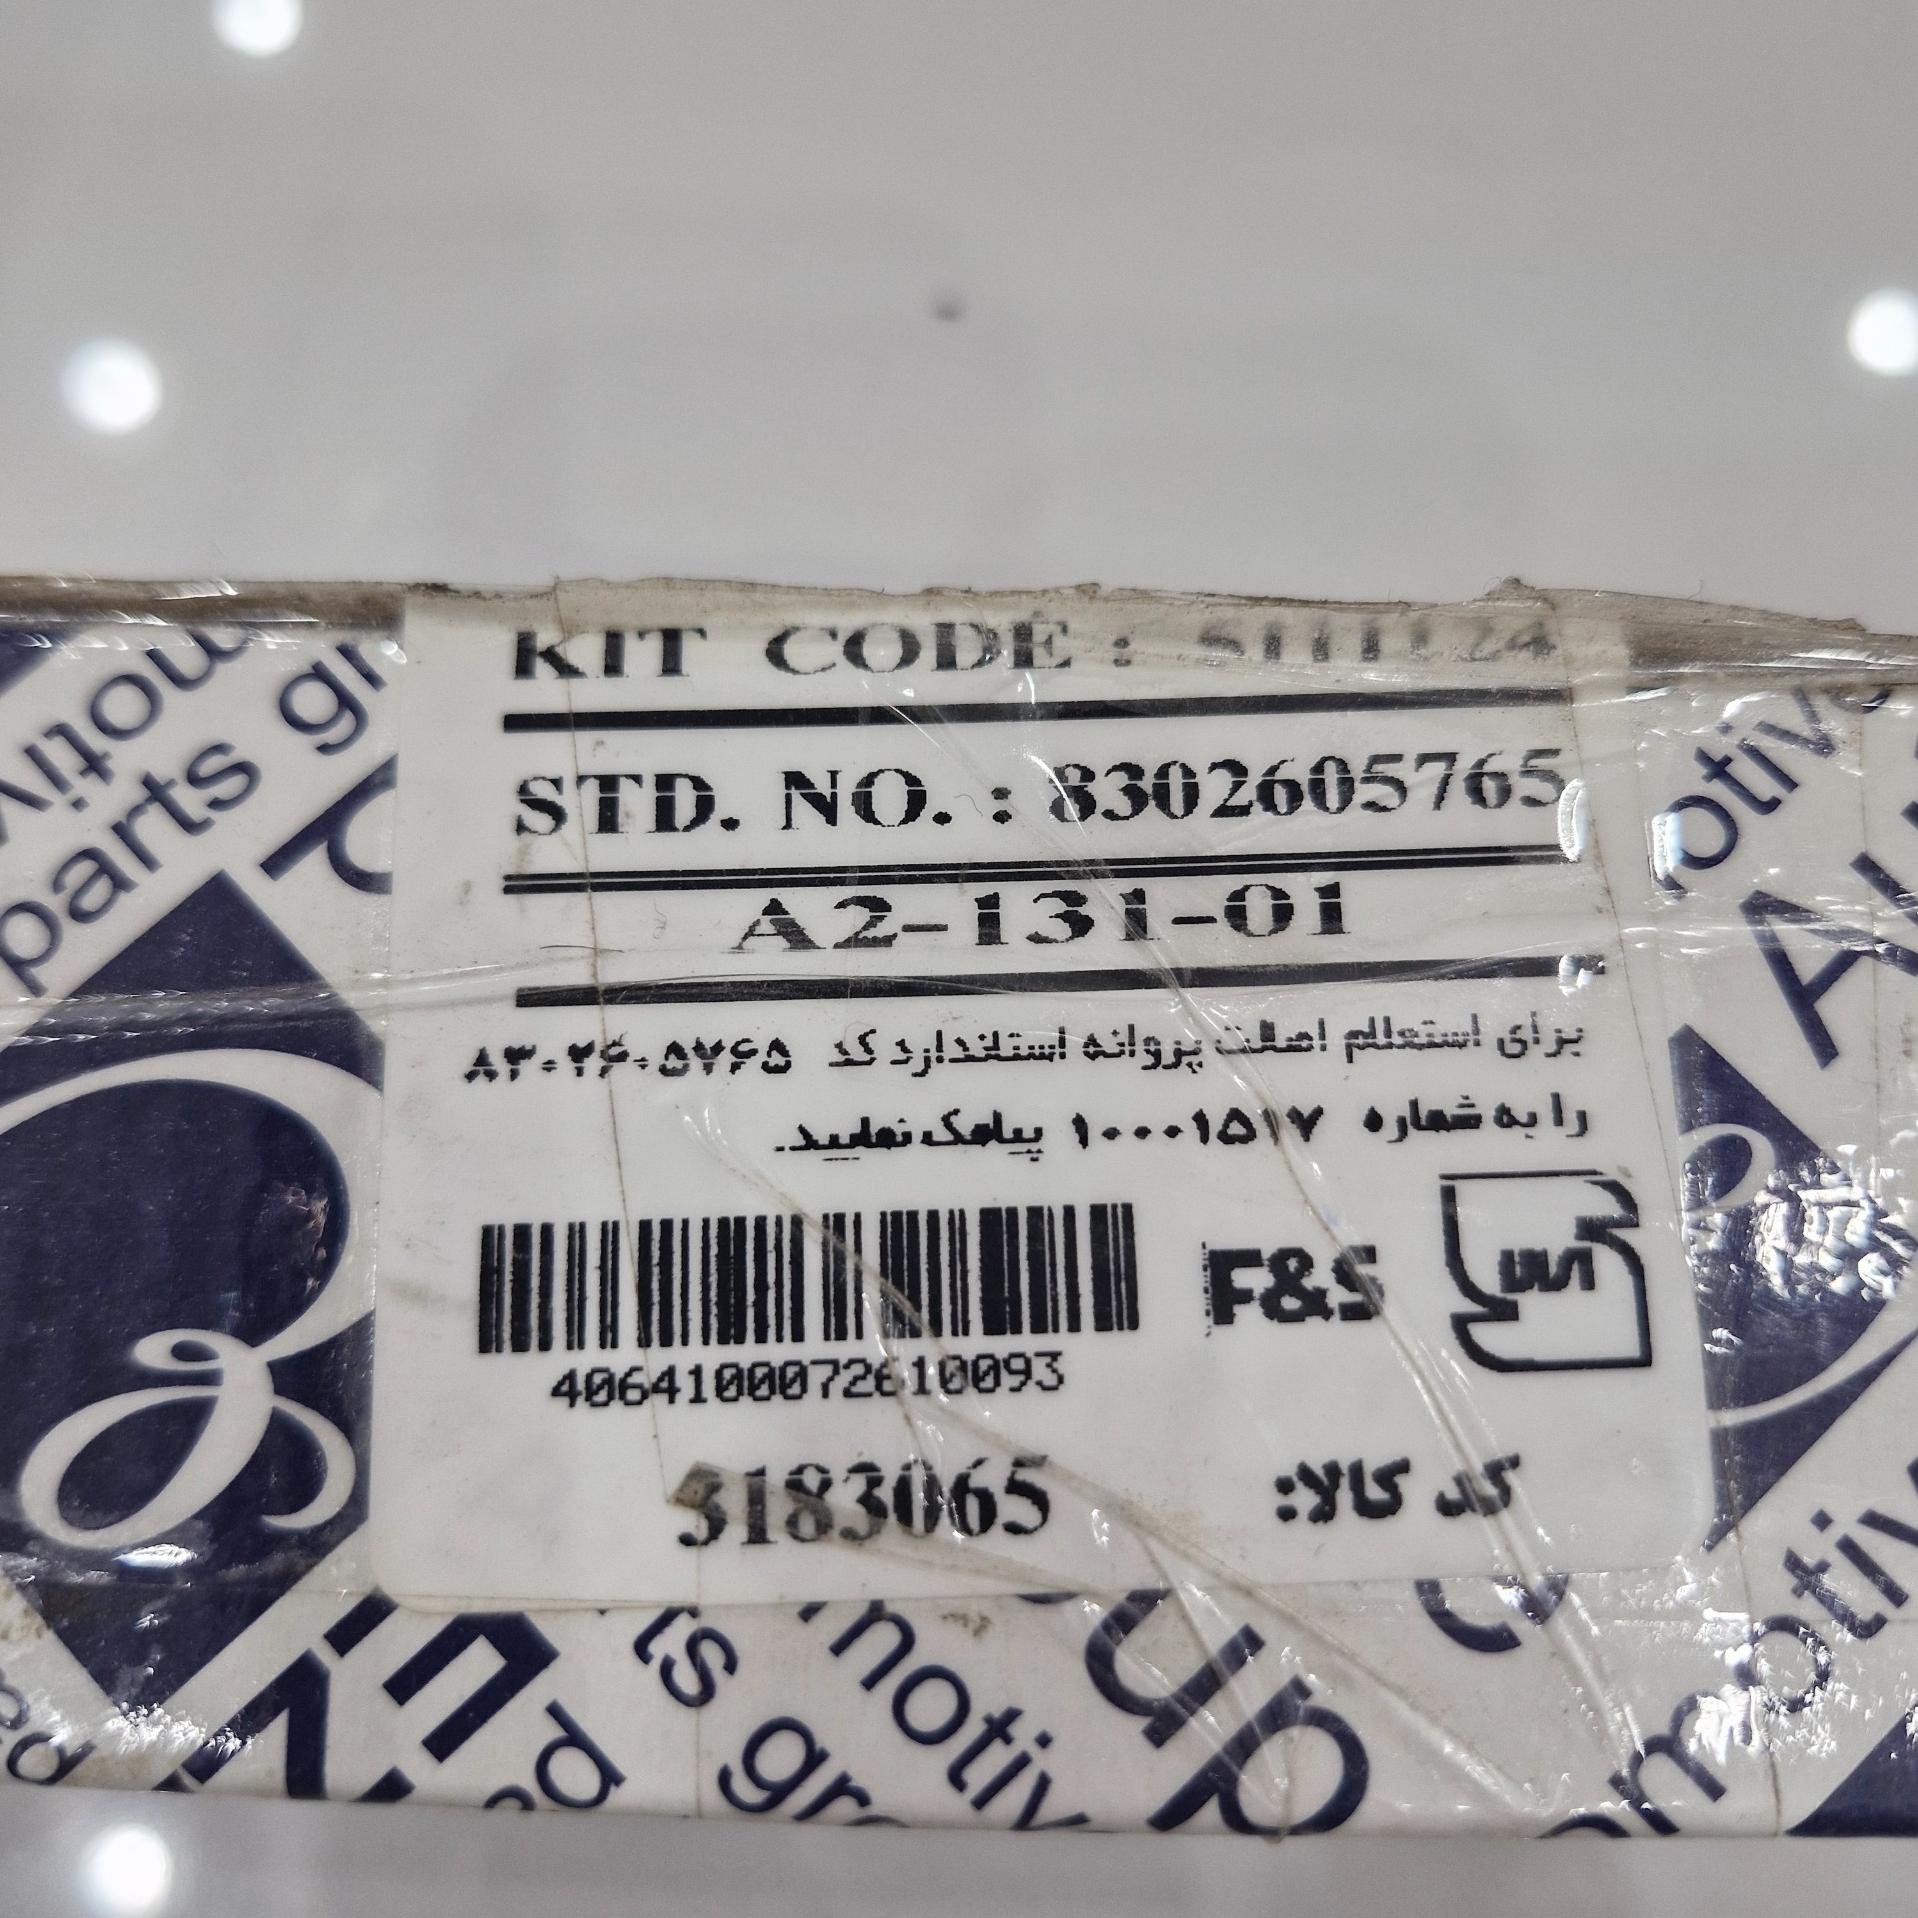 KIT CODE :
STD. NO. : 8302605765
A2-131-01
برای استعلام اصالت پروانه استاندارد کد ۸۳۰۲۶۰۵۷۶۵
را به شماره ۱۰۰۰۱۵۱۷ پیامک نمایید.
F&S
4064100072610093
کد کالا: 3183065
parts gr